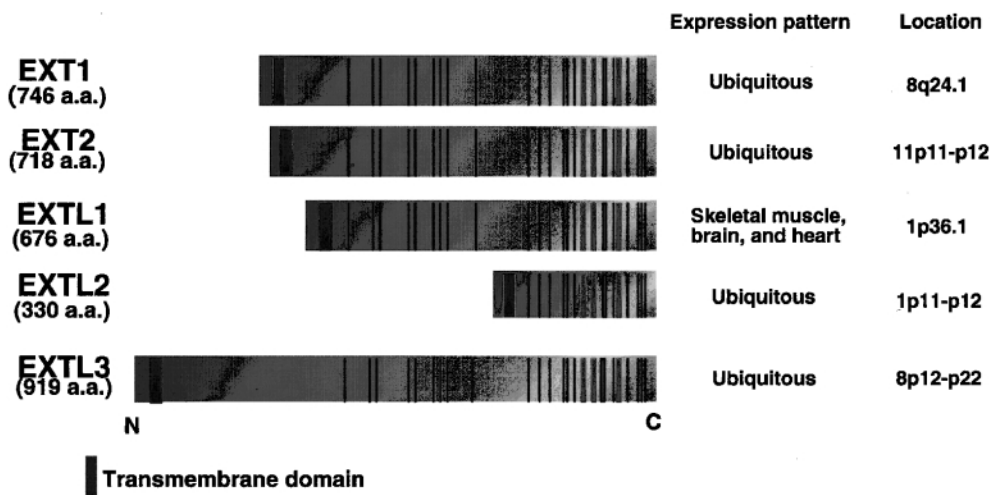 Expression pattern Location
EXT1
(746 a.a.)
Ubiquitous 8q24.1
EXT2
(718 a.a.)
Ubiquitous 11p11-p12
EXTL1
(676 a.a.)
Skeletal muscle,
brain, and heart
1p36.1
EXTL2
(330 a.a.)
Ubiquitous 1p11-p12
EXTL3
(919 a.a.)
Ubiquitous 8p12-p22
N C
Transmembrane domain